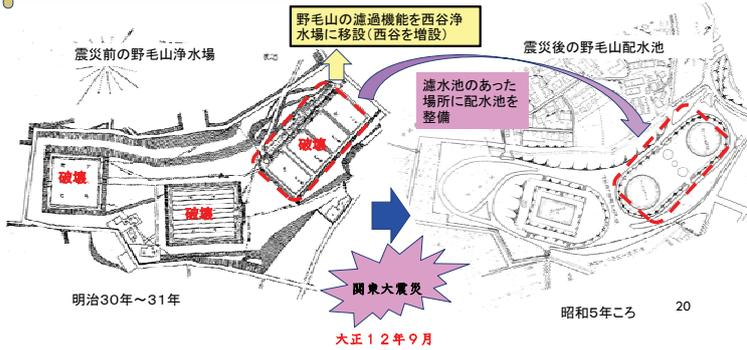 野毛山の濾過機能を西谷浄
水場に移設(西谷を増設)
震災前の野毛山浄水場
震災後の野毛山配水池
濾水池のあった
場所に配水池を
整備
破壊
破壊
破壊
関東大震災
明治30年～31年
昭和5年ころ
20
大正12年9月